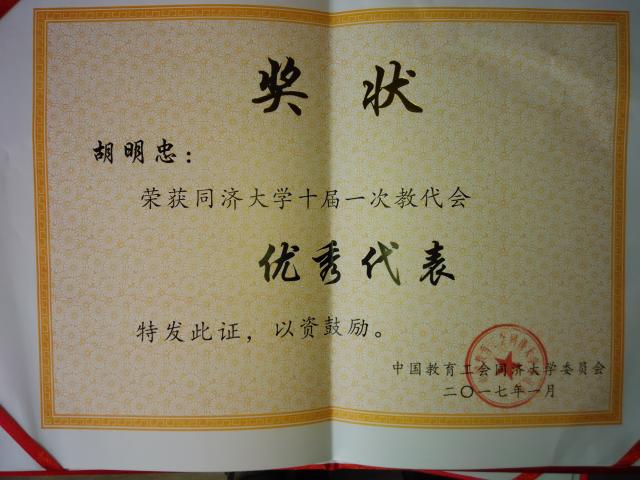 奖状
胡明忠：
荣获同济大学十届一次教代会
优秀代表
特发此证，以资鼓励。
中国教育工会同济大学委员会
二〇一七年一月